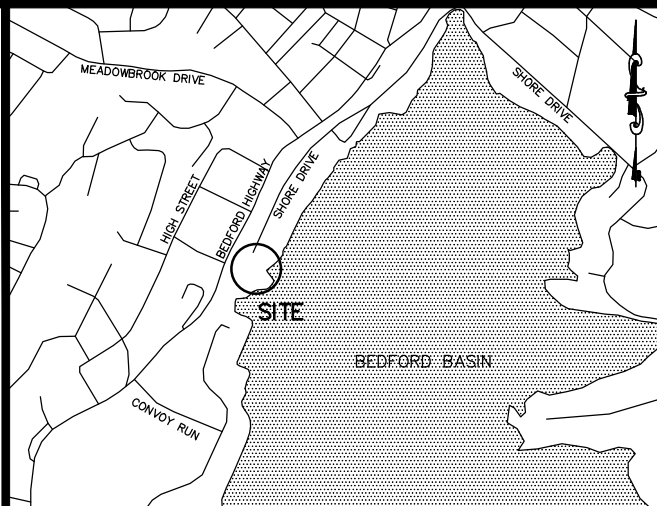 MEADOWBROOK DRIVE
SHORE DRIVE
HIGH STREET
BEDFORD HIGHWAY
SHORE DRIVE
SITE
BEDFORD BASIN
CONVOY RUN